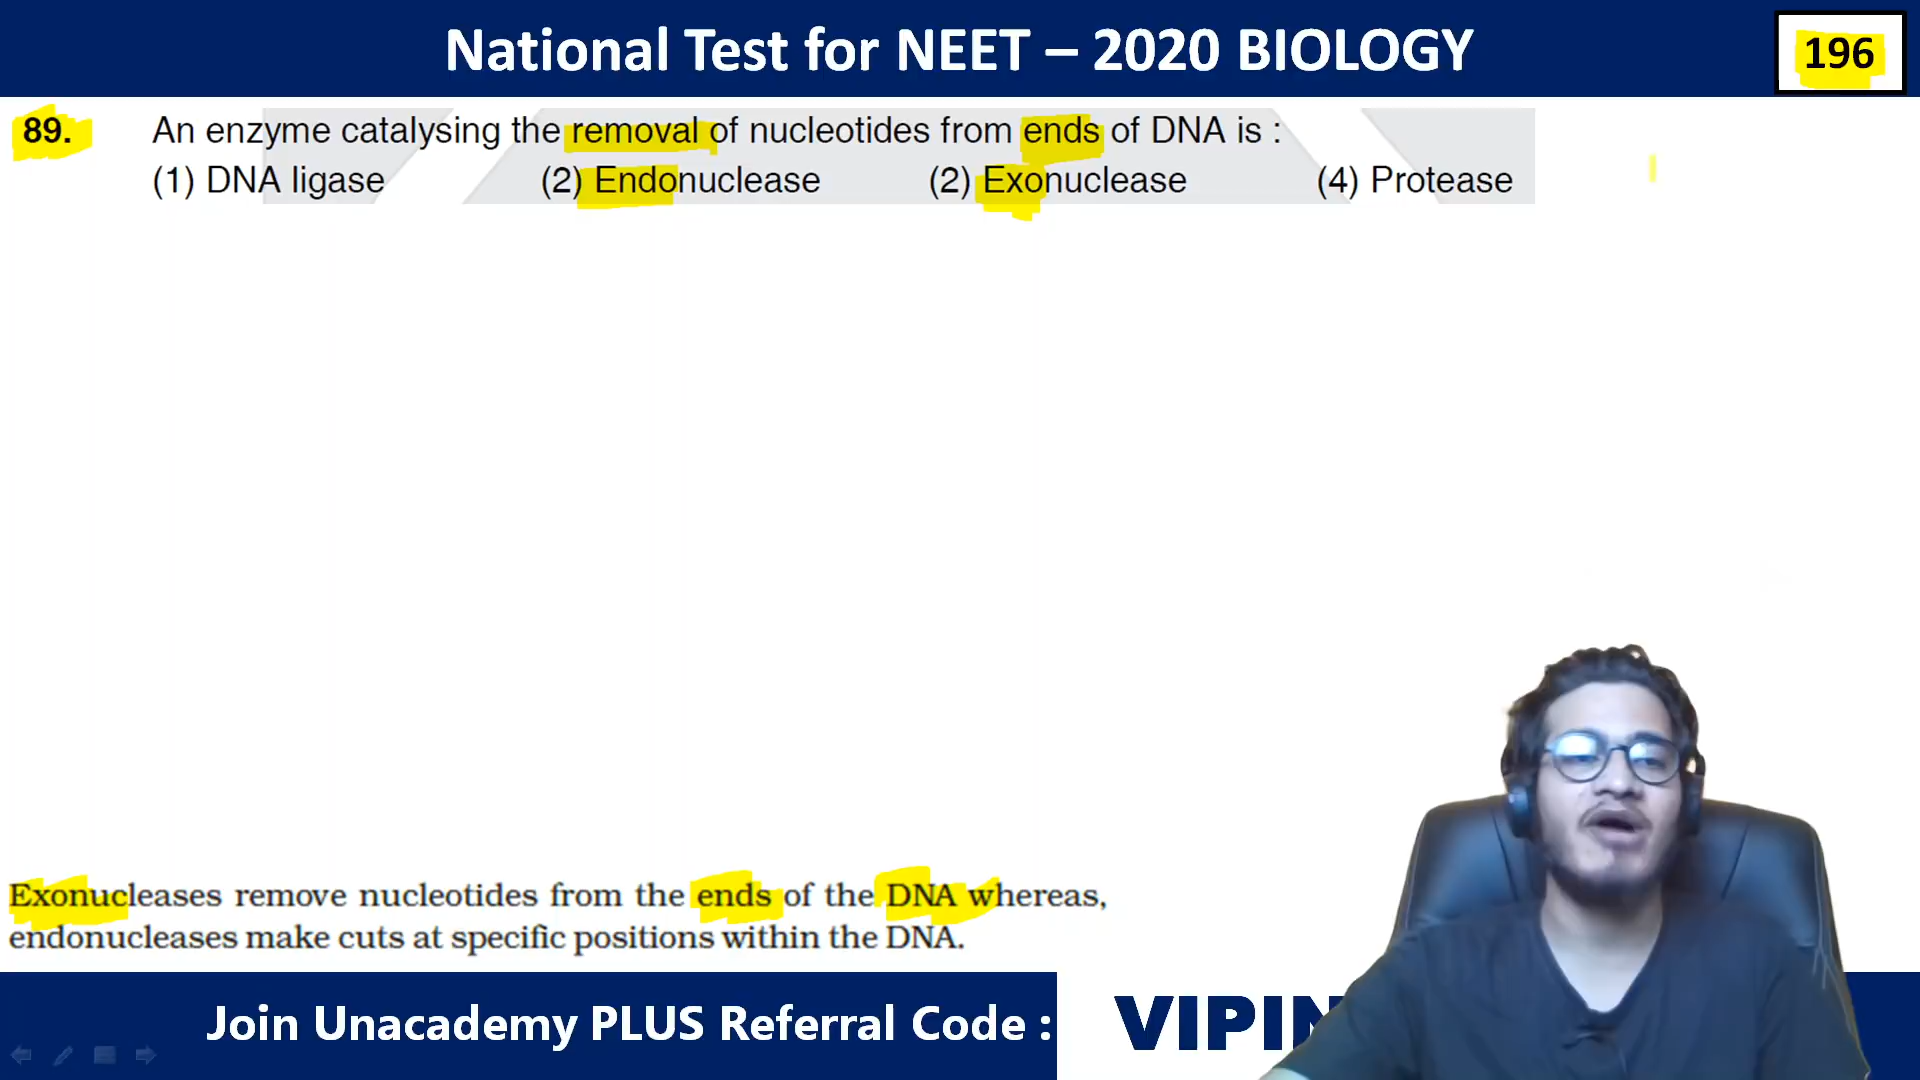 National Test for NEET – 2020 BIOLOGY
196
89. An enzyme catalysing the removal of nucleotides from ends of DNA is :
(1) DNA ligase (2) Endonuclease (2) Exonuclease (4) Protease
Exonucleases remove nucleotides from the ends of the DNA whereas,
endonucleases make cuts at specific positions within the DNA.
Join Unacademy PLUS Referral Code :
VIPIN